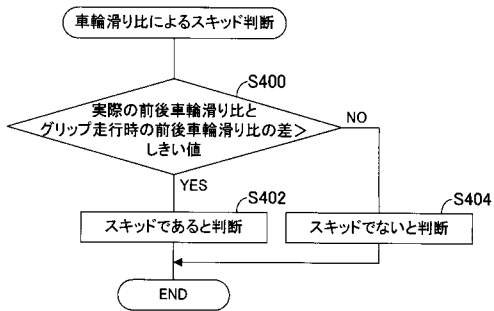 車輪滑り比によるスキッド判断
S400
実際の前後車輪滑り比と
グリップ走行時の前後車輪滑り比の差>
しきい値
NO
YES
S402
スキッドであると判断
S404
スキッドでないと判断
END